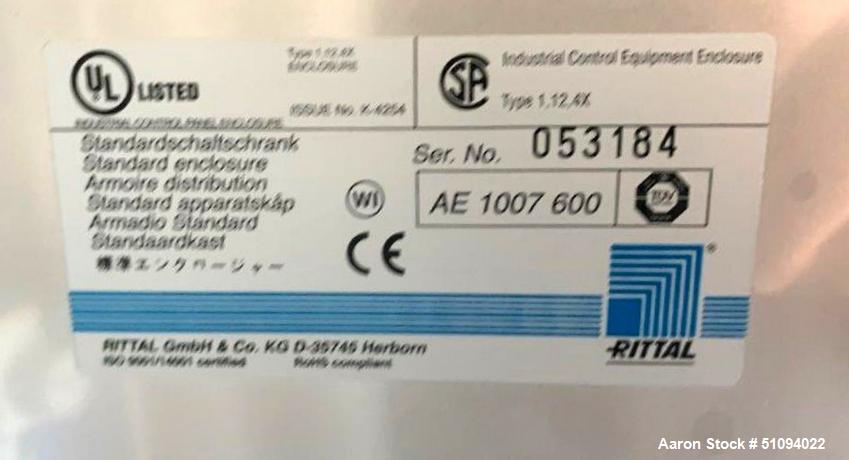 UL LISTED
Type 1,12,4X
ENCLOSURE
ISSUE No. K-4254
INDUSTRIAL CONTROL PANEL ENCLOSURE
SA
Industrial Control Equipment Enclosure
Type 1,12,4X
Standardschaltschrank
Standard enclosure
Armoire distribution
Standard apparatskåp
Armadio Standard
Standaardkast
標準エンクロージャー
WI
CE
Ser. No. 053184
AE 1007 600
TÜV
RITTAL GmbH & Co. KG D-35745 Herborn
ISO 9001/14001 certified RoHS compliant
RITTAL®
Aaron Stock # 51094022